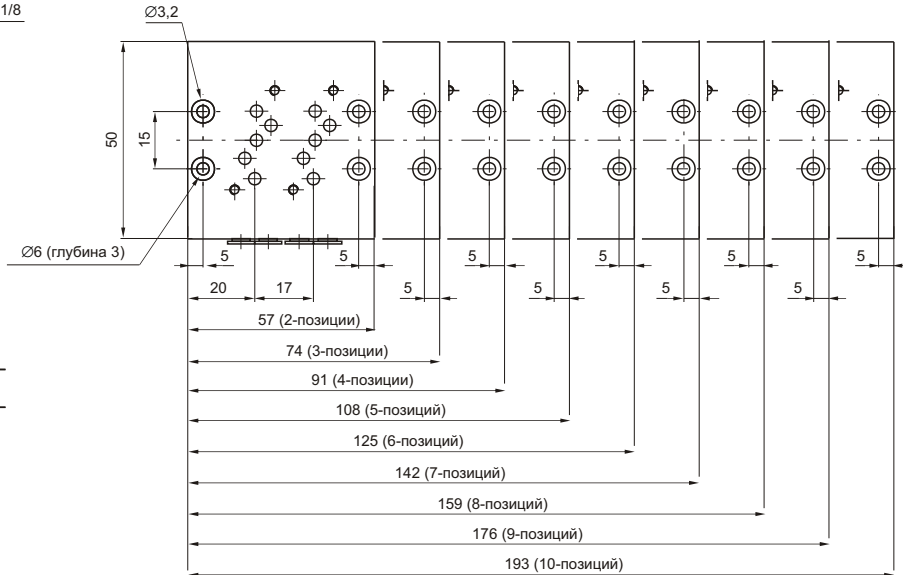 1/8
Ø3,2
50
15
Ø6 (глубина 3)
5
5
5
5
5
5
20
17
5
5
5
5
57 (2-позиции)
74 (3-позиции)
91 (4-позиции)
108 (5-позиций)
125 (6-позиций)
142 (7-позиций)
159 (8-позиций)
176 (9-позиций)
193 (10-позиций)